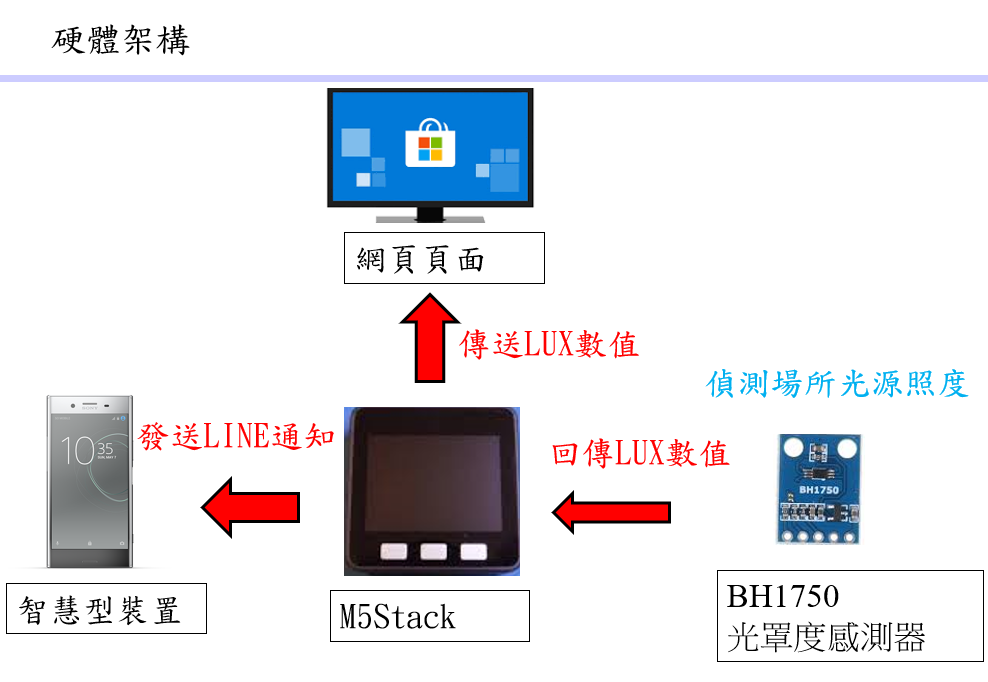 硬體架構
網頁頁面
傳送LUX數值
偵測場所光源照度
發送LINE通知
回傳LUX數值
10 35
BH1750
智慧型裝置
M5Stack
BH1750
光罩度感測器